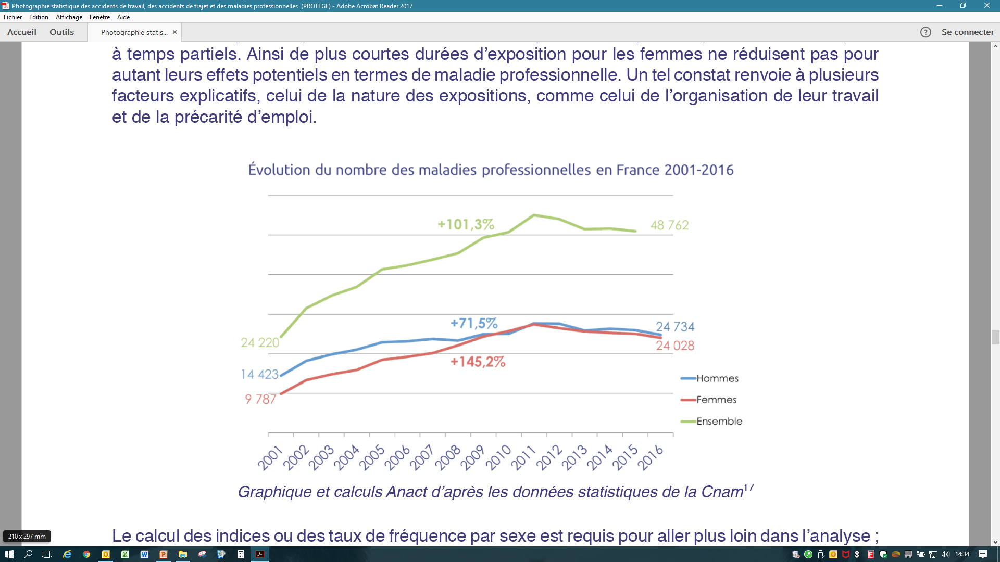 Photographie statistique des accidents de travail, des accidents de trajet et des maladies professionnelles (PROTEGE) - Adobe Acrobat Reader 2017
Fichier Edition Affichage Fenêtre Aide
Accueil Outils Photographie statis... × ? Se connecter
à temps partiels. Ainsi de plus courtes durées d’exposition pour les femmes ne réduisent pas pour
autant leurs effets potentiels en termes de maladie professionnelle. Un tel constat renvoie à plusieurs
facteurs explicatifs, celui de la nature des expositions, comme celui de l’organisation de leur travail
et de la précarité d’emploi.
Évolution du nombre des maladies professionnelles en France 2001-2016
+101,3%
48 762
+71,5%
24 734
24 220
24 028
+145,2%
14 423
9 787
Hommes
Femmes
Ensemble
2001 2002 2003 2004 2005 2006 2007 2008 2009 2010 2011 2012 2013 2014 2015 2016
Graphique et calculs Anact d’après les données statistiques de la Cnam17
210 x 297 mm
Le calcul des indices ou des taux de fréquence par sexe est requis pour aller plus loin dans l’analyse ;
14:34